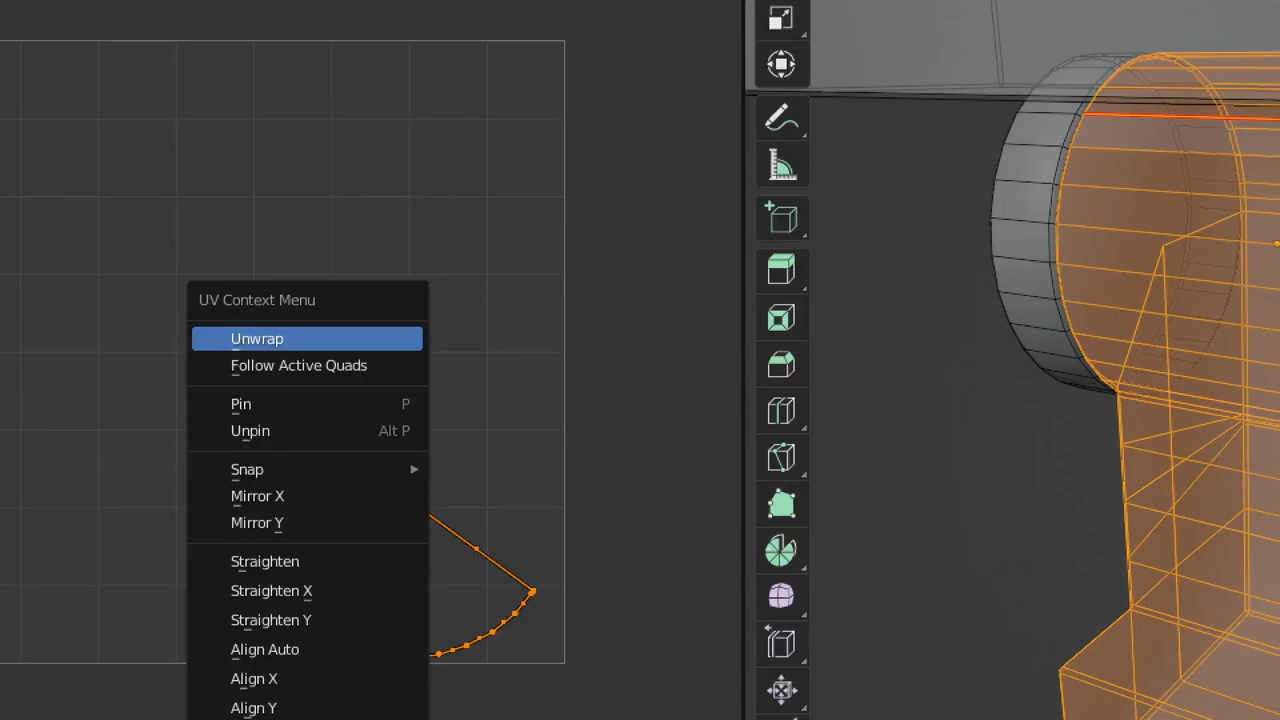 UV Context Menu
Unwrap
Follow Active Quads
Pin P
Unpin Alt P
Snap
Mirror X
Mirror Y
Straighten
Straighten X
Straighten Y
Align Auto
Align X
Align Y